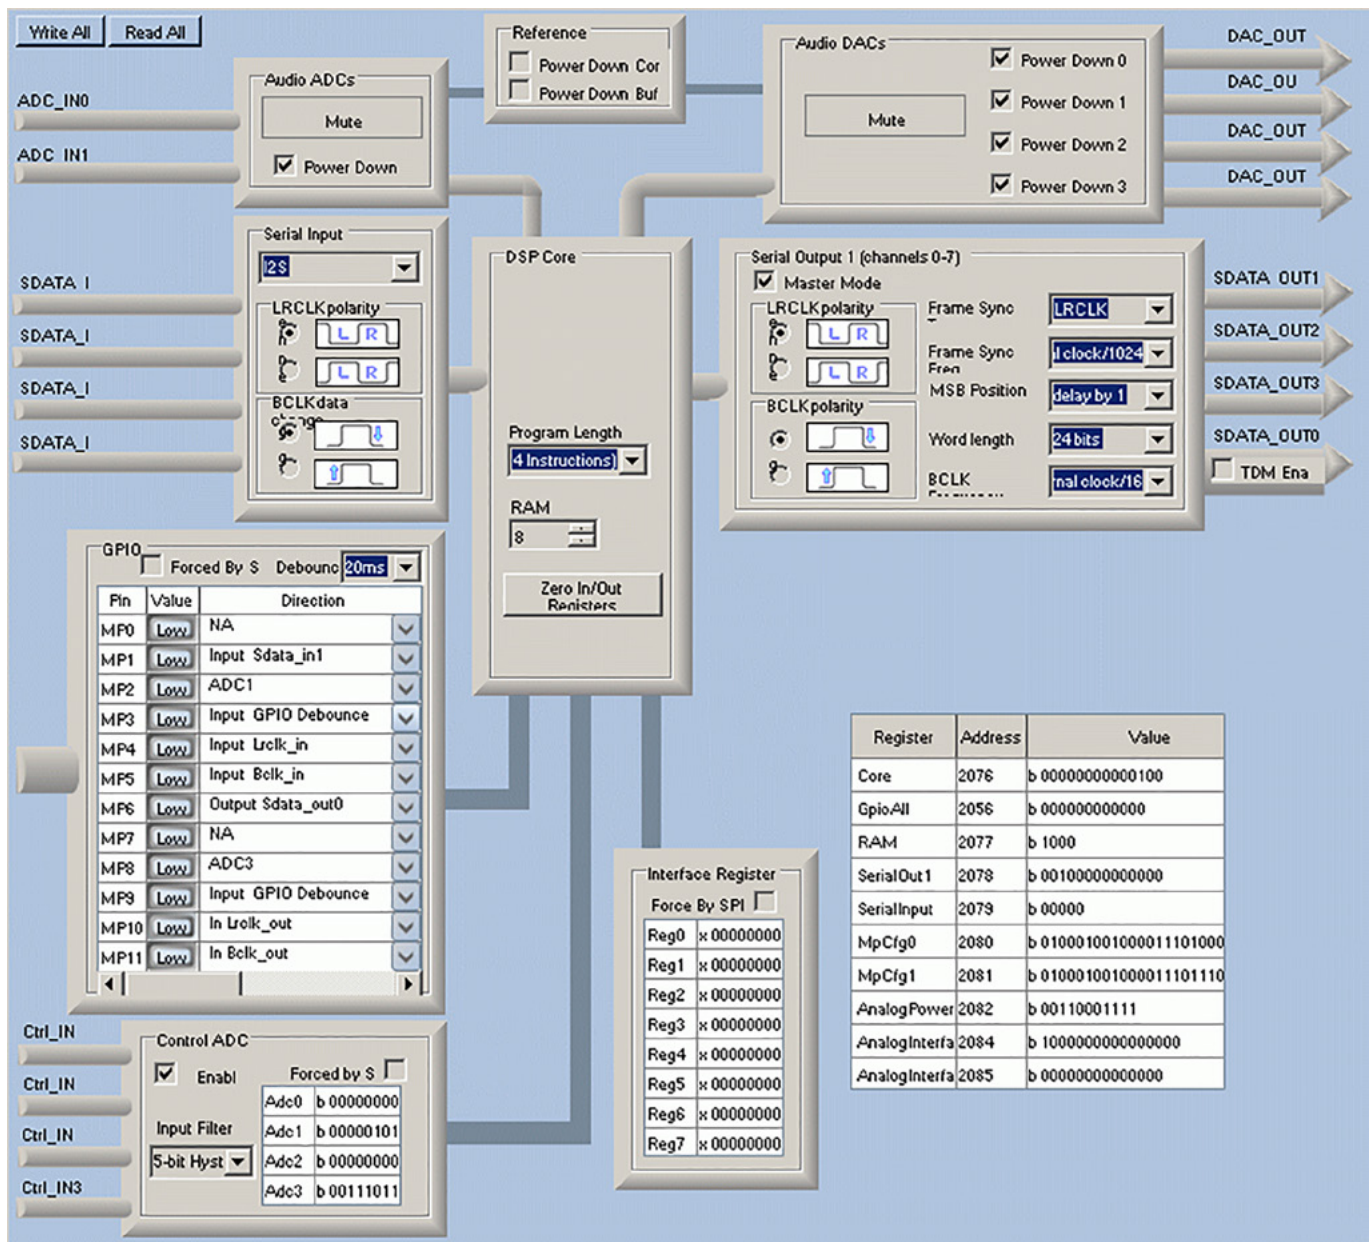 Write All Read All
ADC_IN0
ADC IN1
Audio ADCs
Mute
Power Down
Reference
Power Down Cor
Power Down Buf
Audio DACs
Mute
Power Down 0
Power Down 1
Power Down 2
Power Down 3
DAC_OUT
DAC_OU
DAC_OUT
DAC_OUT
SDATA I
SDATA_I
SDATA_I
SDATA_I
Serial Input
I2S
LRCLK polarity
L R
L R
BCLK data
change
DSP Core
Program Length
4 Instructions)
RAM
8
Zero In/Out
Registers
Serial Output 1 (channels 0-7)
Master Mode
LRCLK polarity
L R
L R
BCLK polarity
Frame Sync LRCLK
Frame Sync l clock/1024
Freq
MSB Position delay by 1
Word length 24 bits
BCLK rnal clock/16
Frequency
SDATA OUT1
SDATA_OUT2
SDATA_OUT3
SDATA_OUT0
TDM Ena
GPIO
Forced By S Debounc 20ms
Pin Value Direction
MP0 Low NA
MP1 Low Input Sdata_in1
MP2 Low ADC1
MP3 Low Input GPIO Debounce
MP4 Low Input Lrclk_in
MP5 Low Input Bclk_in
MP6 Low Output Sdata_out0
MP7 Low NA
MP8 Low ADC3
MP9 Low Input GPIO Debounce
MP10 Low In Lrclk_out
MP11 Low In Bclk_out
Ctrl_IN
Ctrl_IN
Ctrl_IN
Ctrl_IN3
Control ADC
Enabl Forced by S
Input Filter
5-bit Hyst
Adc0 b 00000000
Adc1 b 00000101
Adc2 b 00000000
Adc3 b 00111011
Interface Register
Force By SPI
Reg0 x 00000000
Reg1 x 00000000
Reg2 x 00000000
Reg3 x 00000000
Reg4 x 00000000
Reg5 x 00000000
Reg6 x 00000000
Reg7 x 00000000
Register Address Value
Core 2076 b 00000000000100
GpioAll 2056 b 000000000000
RAM 2077 b 1000
SerialOut1 2078 b 00100000000000
SerialInput 2079 b 00000
MpCfg0 2080 b 010001001000011101000
MpCfg1 2081 b 010001001000011101110
AnalogPower 2082 b 00110001111
AnalogInterfa 2084 b 1000000000000000
AnalogInterfa 2085 b 00000000000000